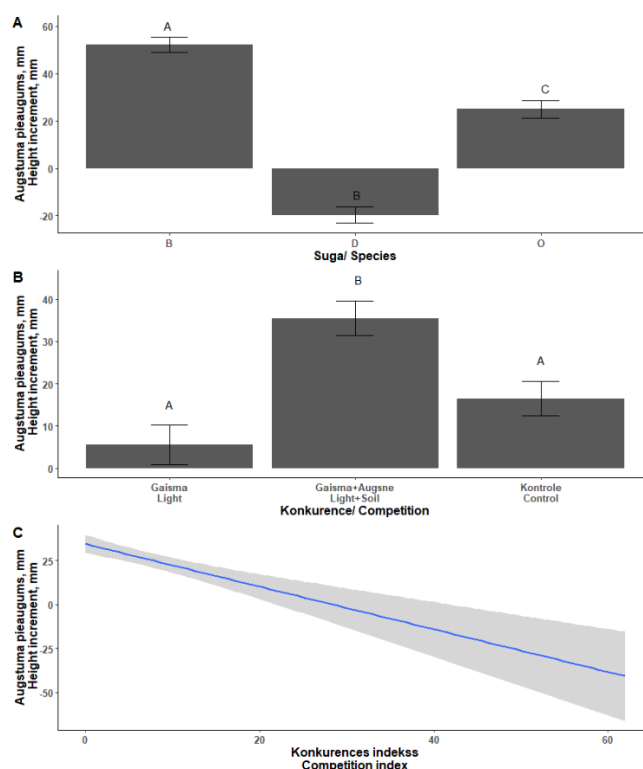 A
Augstuma pieaugums, mm
Height increment, mm
60
40
20
0
-20
A
B
C
B
D
O
Suga/ Species
B
Augstuma pieaugums, mm
Height increment, mm
40
30
20
10
0
A
B
A
Gaisma
Light
Gaisma+Augsne
Light+Soil
Kontrole
Control
Konkurence/ Competition
C
Augstuma pieaugums, mm
Height increment, mm
25
0
-25
-50
0
20
40
60
Konkurences indekss
Competition index